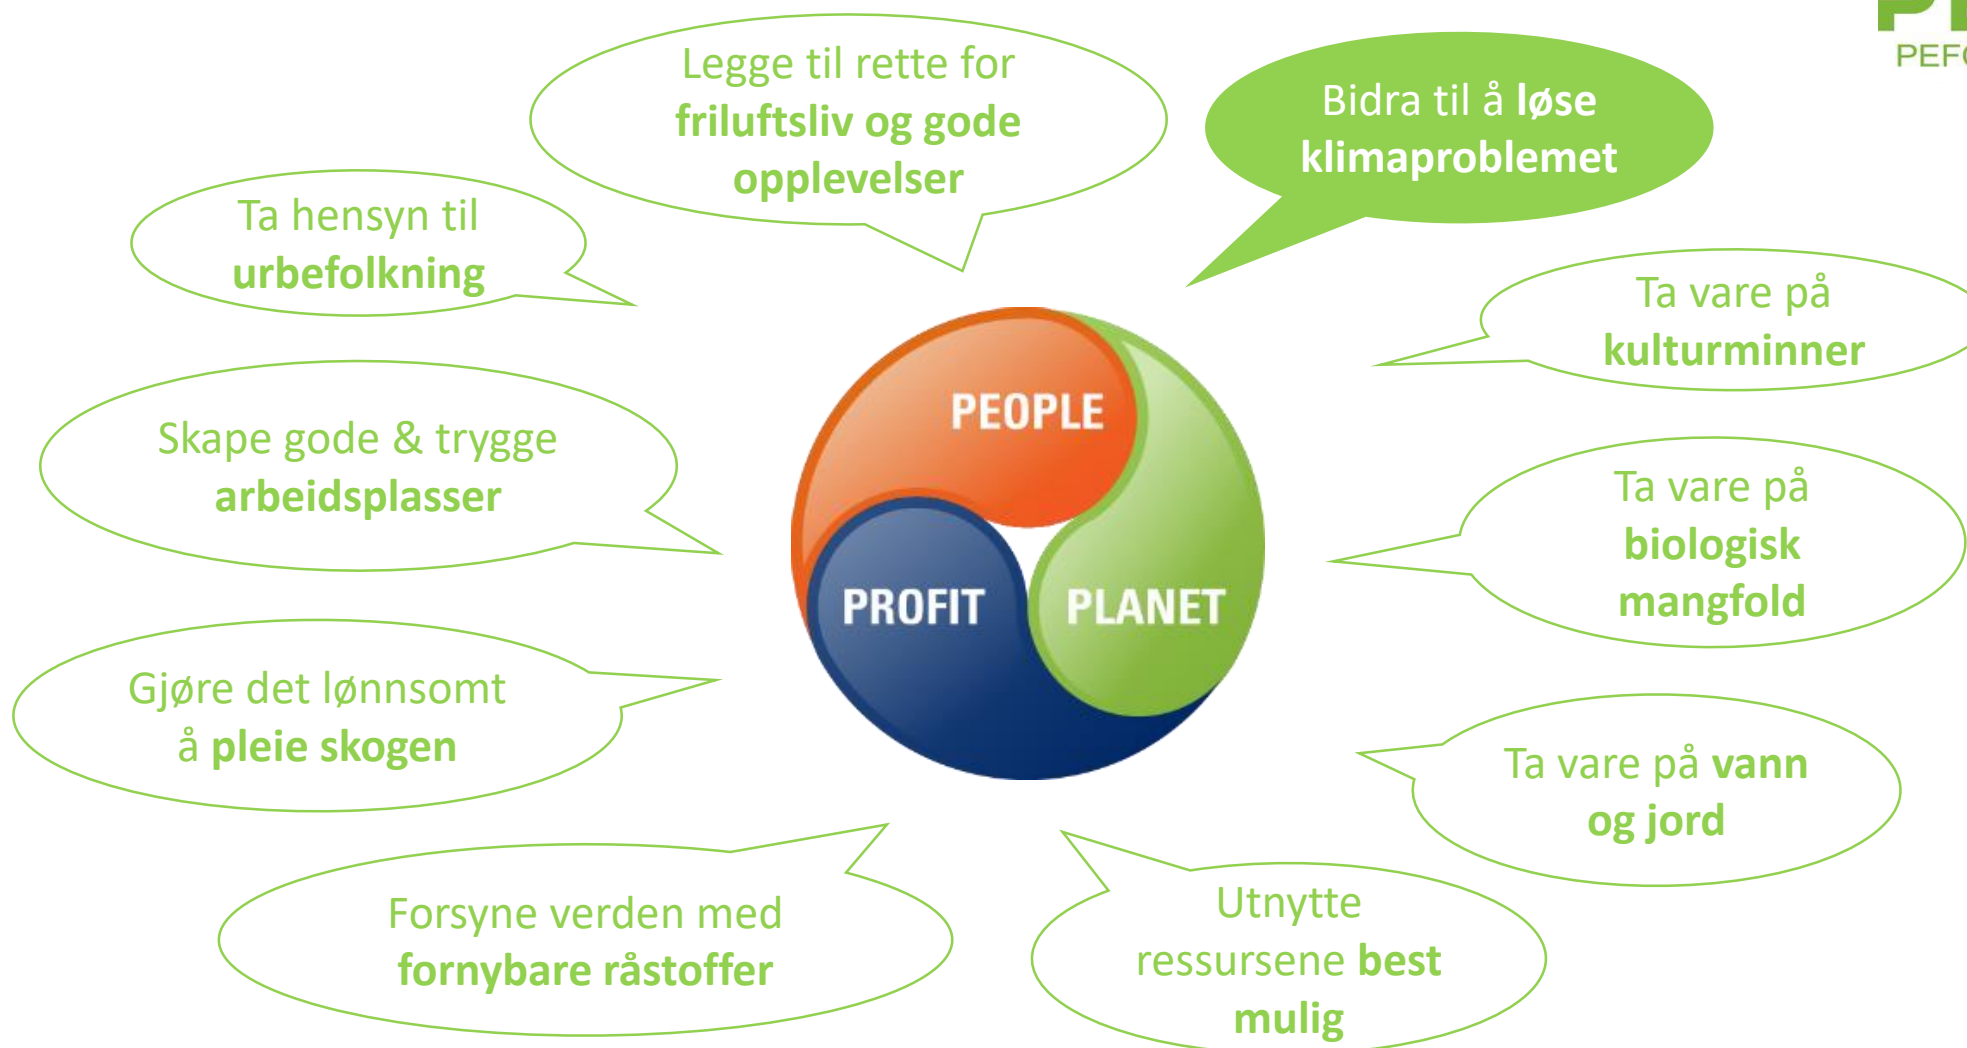 Legge til rette for
friluftsliv og gode
opplevelser
Bidra til å løse
klimaproblemet
Ta hensyn til
urbefolkning
Ta vare på
kulturminner
Skape gode & trygge
arbeidsplasser
PEOPLE
PROFIT
PLANET
Ta vare på
biologisk
mangfold
Gjøre det lønnsomt
å pleie skogen
Ta vare på vann
og jord
Forsyne verden med
fornybare råstoffer
Utnytte
ressursene best
mulig